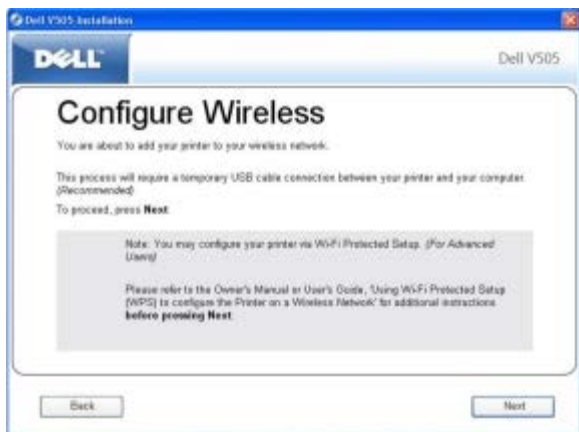 Dell V505 Installation
DELL™
Dell V505
Configure Wireless
You are about to add your printer to your wireless network.
This process will require a temporary USB cable connection between your printer and your computer.
(Recommended)
To proceed, press Next
Note: You may configure your printer via Wi-Fi Protected Setup. (For Advanced
Users)
Please refer to the Owner's Manual or User's Guide, 'Using Wi-Fi Protected Setup
(WPS) to configure the Printer on a Wireless Network' for additional instructions
before pressing Next.
Back
Next